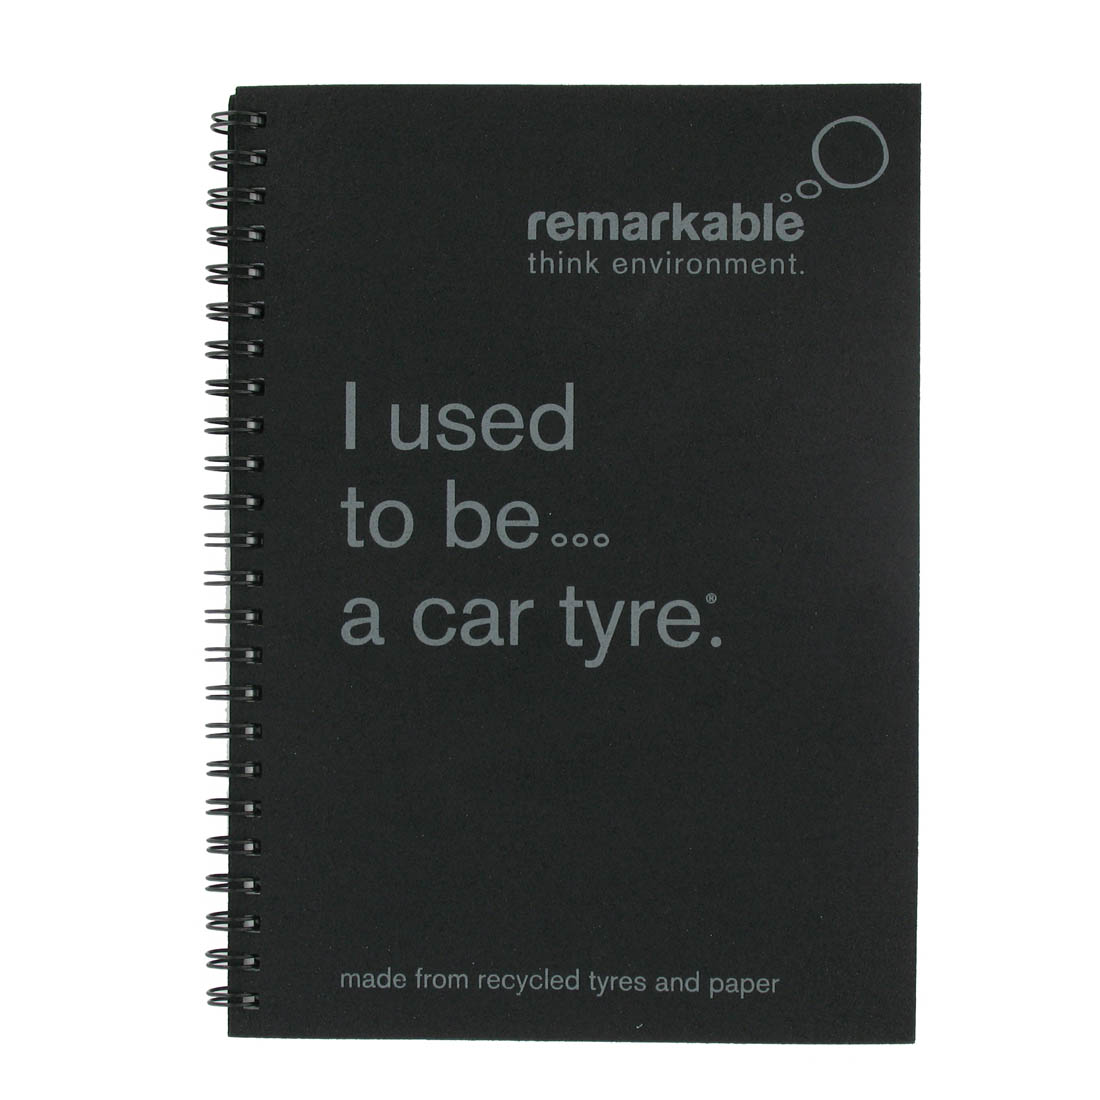 remarkable
think environment.
I used
to be...
a car tyre.®
made from recycled tyres and paper